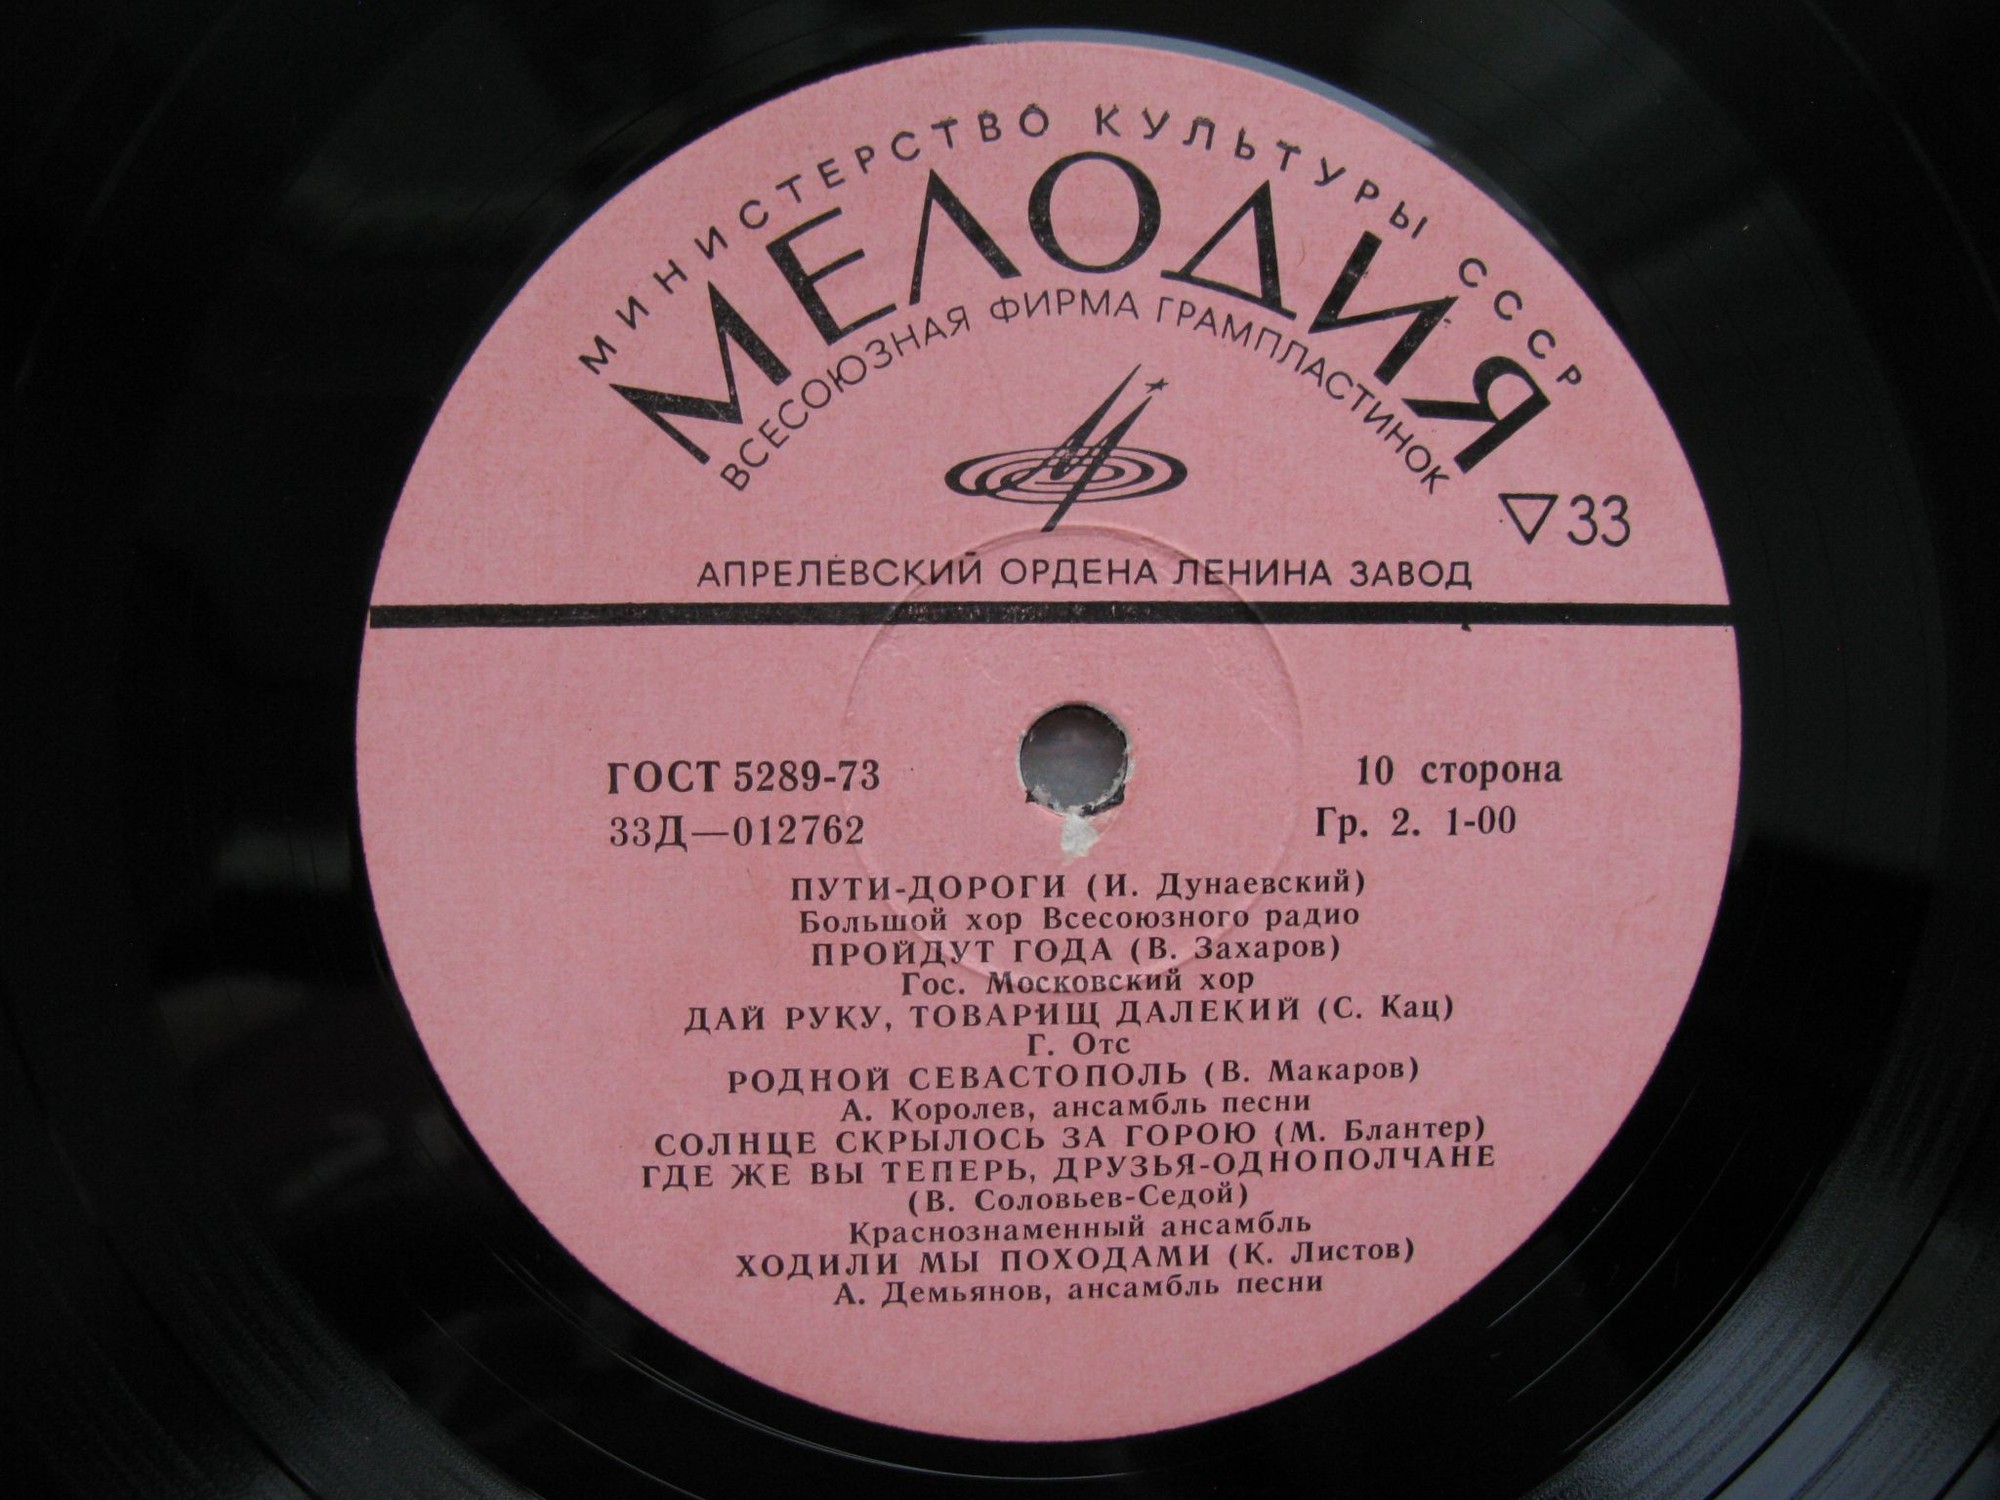 МИНИСТЕРСТВО КУЛЬТУРЫ СССР
МЕЛОДИЯ
ВСЕСОЮЗНАЯ ФИРМА ГРАМПЛАСТИНОК
▽33
АПРЕЛЕВСКИЙ ОРДЕНА ЛЕНИНА ЗАВОД
ГОСТ 5289-73
10 сторона
33Д—012762
Гр. 2. 1-00
ПУТИ-ДОРОГИ (И. Дунаевский)
Большой хор Всесоюзного радио
ПРОЙДУТ ГОДА (В. Захаров)
Гос. Московский хор
ДАЙ РУКУ, ТОВАРИЩ ДАЛЕКИЙ (С. Кац)
Г. Отс
РОДНОЙ СЕВАСТОПОЛЬ (В. Макаров)
А. Королев, ансамбль песни
СОЛНЦЕ СКРЫЛОСЬ ЗА ГОРОЮ (М. Блантер)
ГДЕ ЖЕ ВЫ ТЕПЕРЬ, ДРУЗЬЯ-ОДНОПОЛЧАНЕ
(В. Соловьев-Седой)
Краснознаменный ансамбль
ХОДИЛИ МЫ ПОХОДАМИ (К. Листов)
А. Демьянов, ансамбль песни